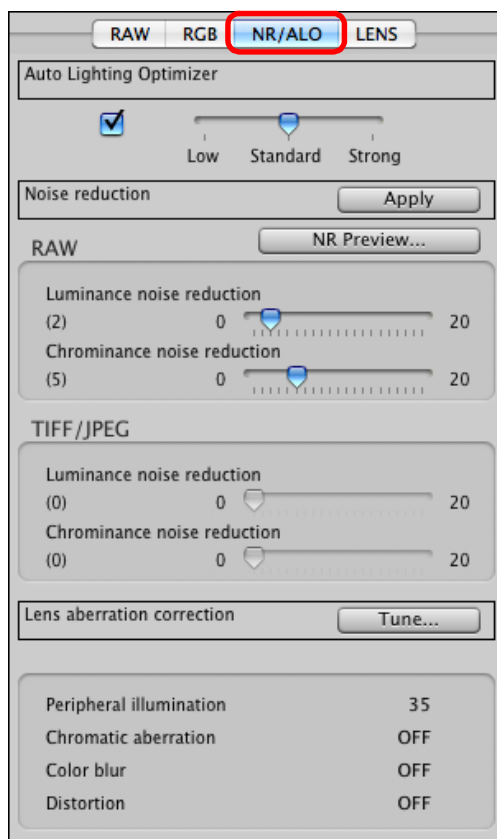 RAW RGB NR/ALO LENS
Auto Lighting Optimizer
Low Standard Strong
Noise reduction Apply
RAW NR Preview...
Luminance noise reduction
(2) 0 20
Chrominance noise reduction
(5) 0 20
TIFF/JPEG
Luminance noise reduction
(0) 0 20
Chrominance noise reduction
(0) 0 20
Lens aberration correction Tune...
Peripheral illumination 35
Chromatic aberration OFF
Color blur OFF
Distortion OFF